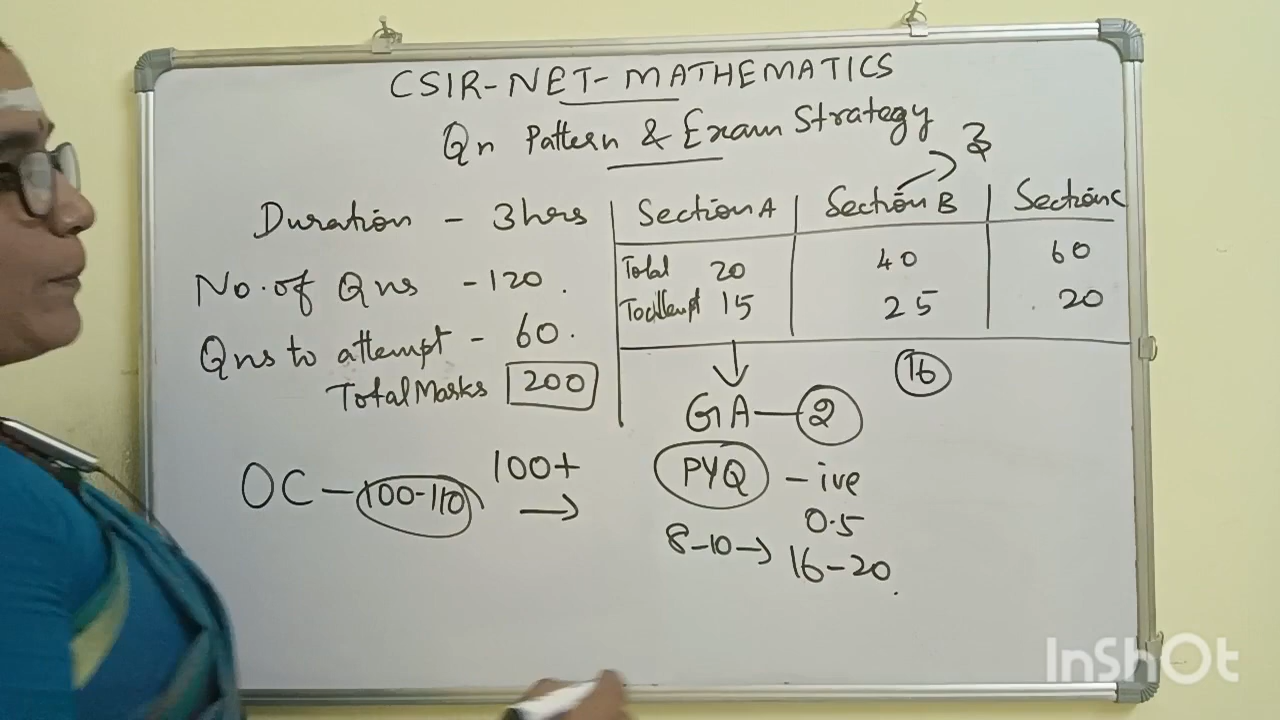 CSIR-NET-MATHEMATICS
Qn Pattern & Exam Strategy
3
Duration - 3hrs
No. of Qns - 120.
Qns to attempt - 60.
Total Marks 200
Section A Section B Section C
Total 20 40 60
To attempt 15 25 20
16
GA - 2
PYQ -ive
0.5
8-10 → 16-20.
OC - 100-110 100+ →
InShOt